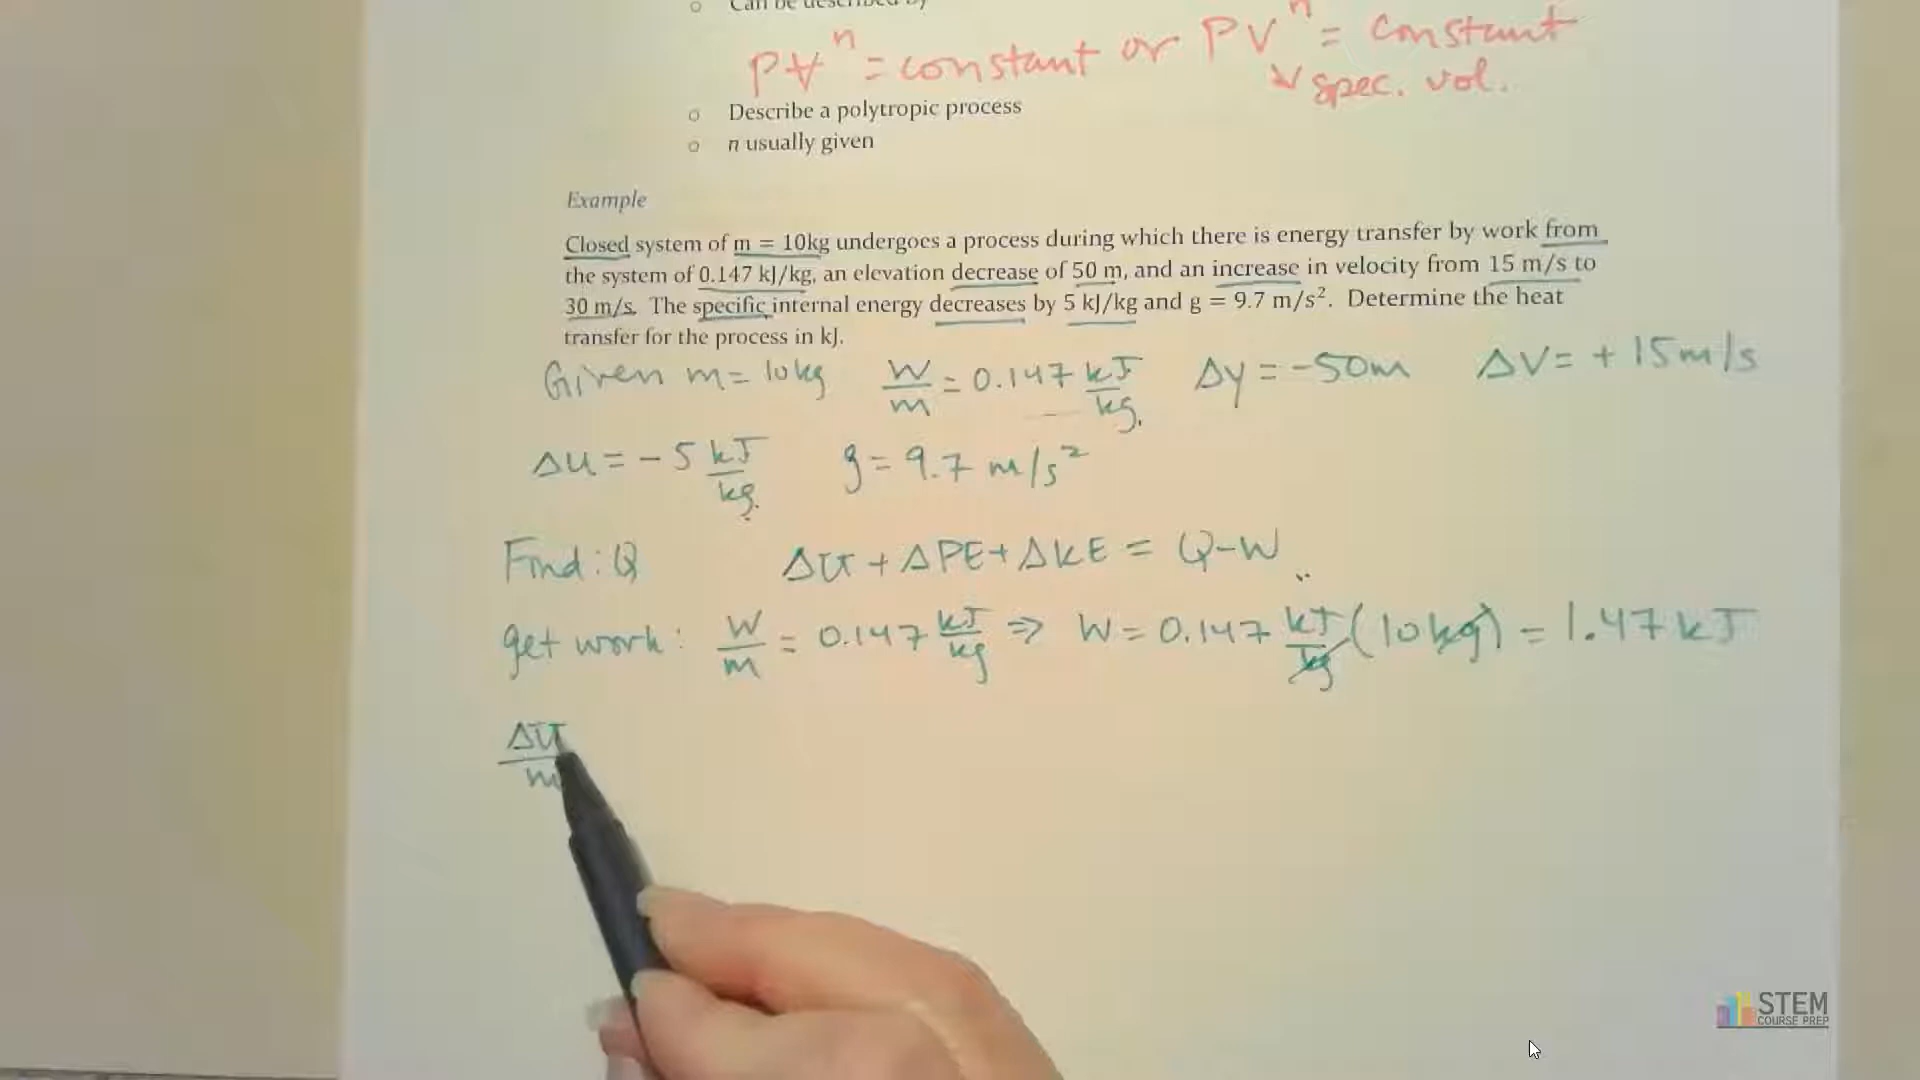 Can be described by
P∀ⁿ = constant or PVⁿ = constant
↘ spec. vol.
o Describe a polytropic process
o n usually given
Example
Closed system of m = 10kg undergoes a process during which there is energy transfer by work from
the system of 0.147 kJ/kg, an elevation decrease of 50 m, and an increase in velocity from 15 m/s to
30 m/s. The specific internal energy decreases by 5 kJ/kg and g = 9.7 m/s². Determine the heat
transfer for the process in kJ.
Given m = 10kg W/m = 0.147 kJ/kg. Δy = -50m ΔV = +15m/s
Δu = -5 kJ/kg. g = 9.7 m/s²
Find: Q ΔU + ΔPE + ΔKE = Q-W
get work: W/m = 0.147 kJ/kg ⇒ W = 0.147 kJ/kg (10kg) = 1.47 kJ
ΔU/m
STEM
COURSE PREP